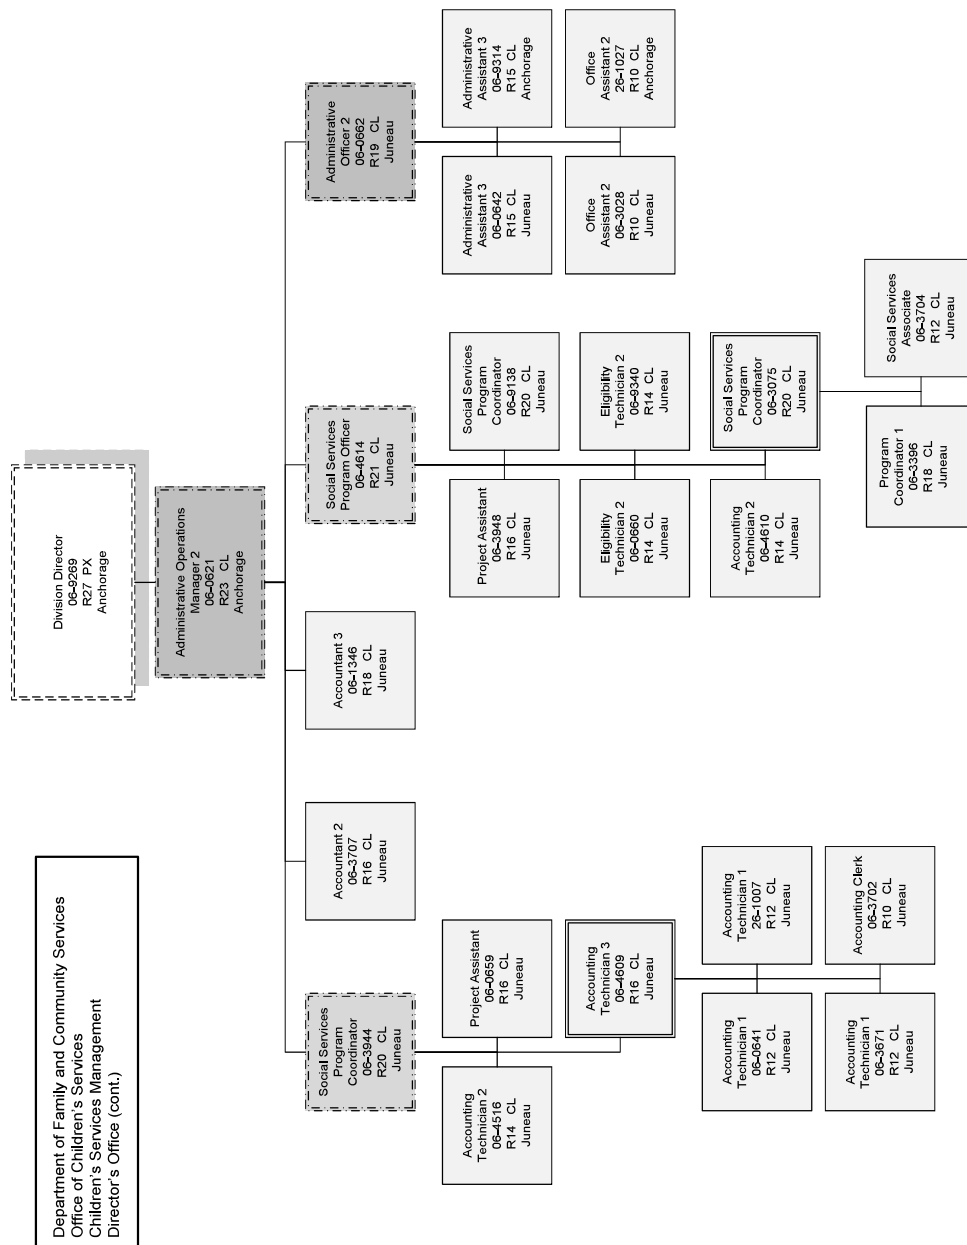 Department of Family and Community Services
Office of Children's Services
Children's Services Management
Director's Office (cont.)
Division Director
06-9269
R27 PX
Anchorage
Administrative Operations
Manager 2
06-0621
R23 CL
Anchorage
Social Services
Program
Coordinator
06-3944
R20 CL
Juneau
Accountant 2
06-3707
R16 CL
Juneau
Accountant 3
06-1346
R18 CL
Juneau
Social Services
Program Officer
06-4614
R21 CL
Juneau
Administrative
Officer 2
06-0662
R19 CL
Juneau
Accounting
Technician 2
06-4516
R14 CL
Juneau
Project Assistant
06-0659
R16 CL
Juneau
Project Assistant
06-3948
R16 CL
Juneau
Social Services
Program
Coordinator
06-9138
R20 CL
Juneau
Administrative
Assistant 3
06-0642
R15 CL
Juneau
Administrative
Assistant 3
06-9314
R15 CL
Anchorage
Accounting
Technician 3
06-4609
R16 CL
Juneau
Eligibility
Technician 2
06-0660
R14 CL
Juneau
Eligibility
Technician 2
06-9340
R14 CL
Juneau
Office
Assistant 2
06-3028
R10 CL
Juneau
Office
Assistant 2
26-1027
R10 CL
Anchorage
Accounting
Technician 1
06-0641
R12 CL
Juneau
Accounting
Technician 1
26-1007
R12 CL
Juneau
Accounting
Technician 2
06-4610
R14 CL
Juneau
Social Services
Program
Coordinator
06-3075
R20 CL
Juneau
Accounting
Technician 1
06-3671
R12 CL
Juneau
Accounting Clerk
06-3702
R10 CL
Juneau
Program
Coordinator 1
06-3396
R18 CL
Juneau
Social Services
Associate
06-3704
R12 CL
Juneau